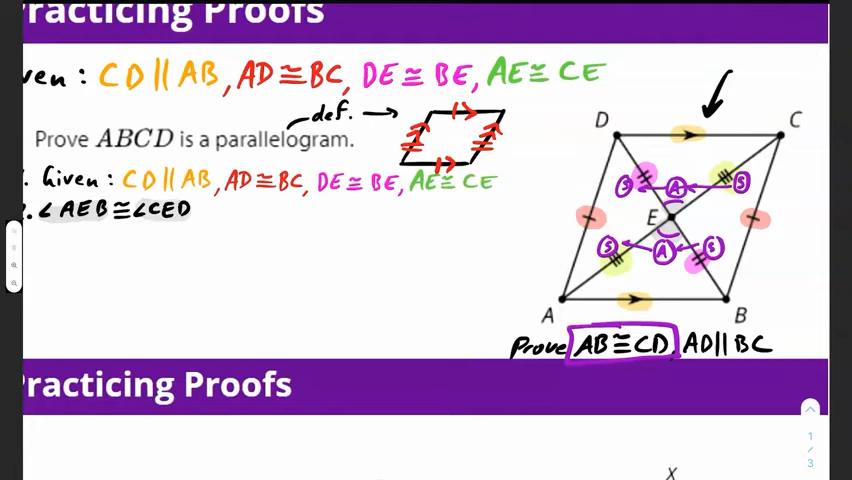 racticing Proofs
ven : CD || AB, AD ≅ BC, DE ≅ BE, AE ≅ CE
def. →
Prove ABCD is a parallelogram.
. Given : CD || AB, AD ≅ BC, DE ≅ BE, AE ≅ CE
. ∠AEB ≅ ∠CED
D
C
S
A
S
E
S
A
S
A
B
Prove AB ≅ CD, AD || BC
racticing Proofs
1
/
3
X